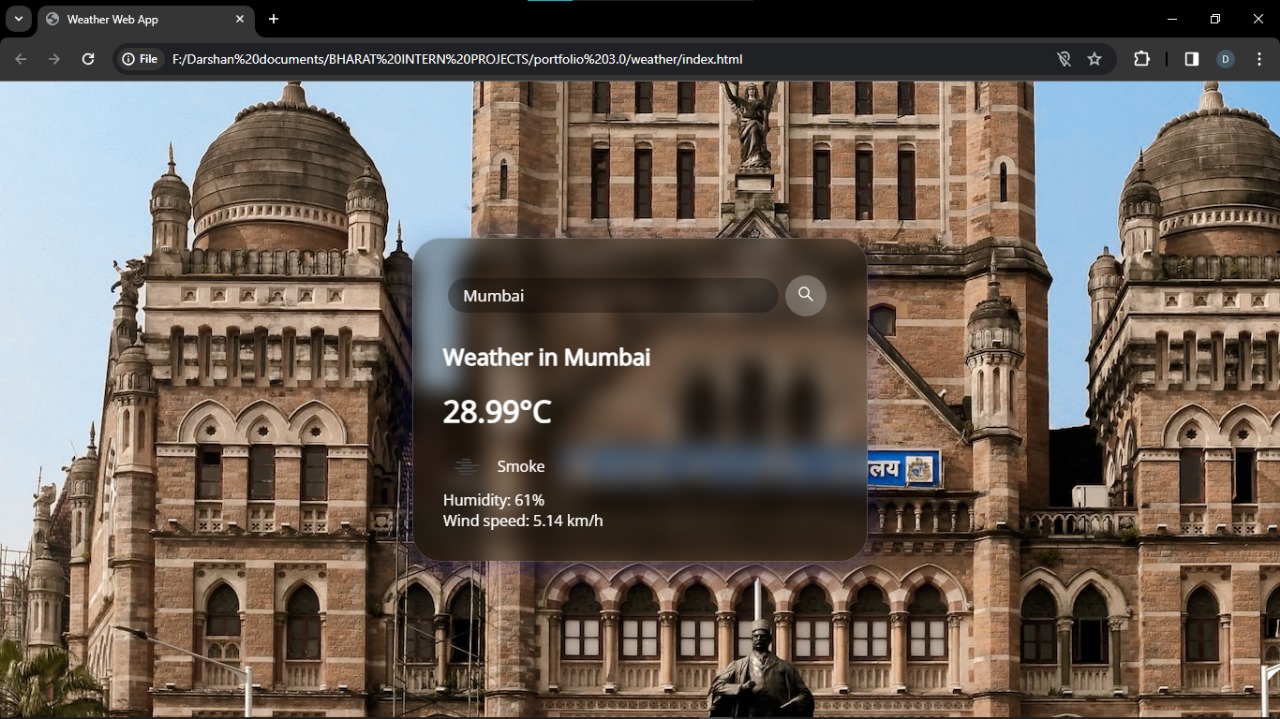 Weather Web App
File
F:/Darshan%20documents/BHARAT%20INTERN%20PROJECTS/portfolio%203.0/weather/index.html
D
Mumbai
Weather in Mumbai
28.99°C
Smoke
Humidity: 61%
Wind speed: 5.14 km/h